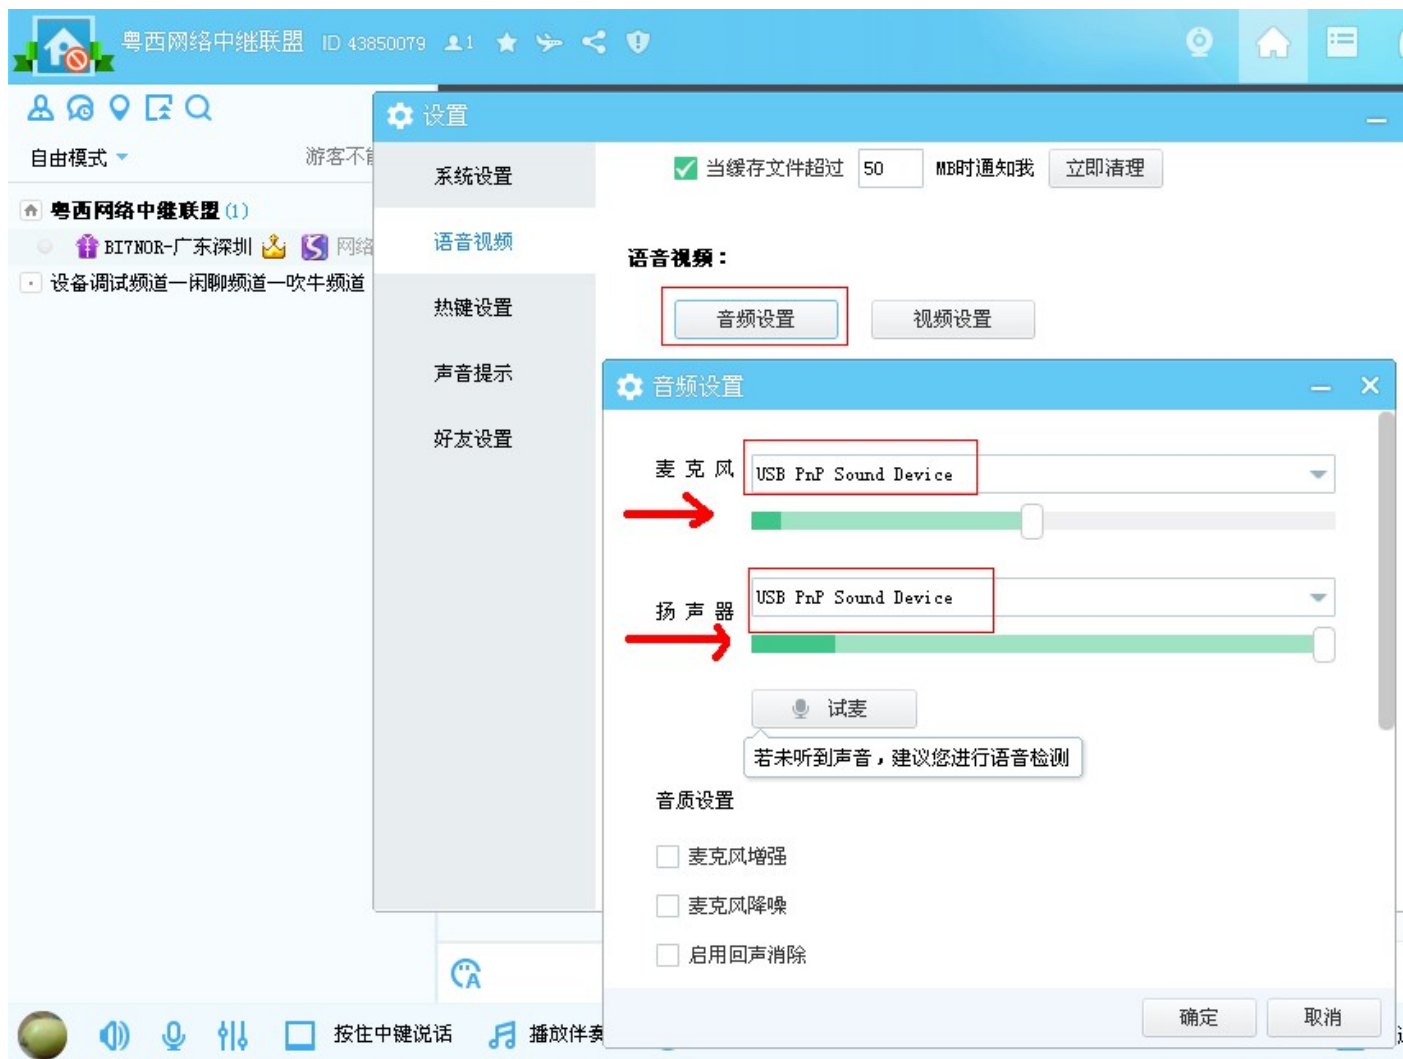 粤西网络中继联盟 ID 43850079 1
设置
自由模式 游客不
系统设置
当缓存文件超过 50 MB时通知我 立即清理
粤西网络中继联盟 (1)
BI7NOR-广东深圳 网络
语音视频
语音视频：
设备调试频道—闲聊频道—吹牛频道
热键设置
音频设置 视频设置
声音提示
音频设置
好友设置
麦克风 USB PnP Sound Device
扬声器 USB PnP Sound Device
试麦
若未听到声音，建议您进行语音检测
音质设置
麦克风增强
麦克风降噪
启用回声消除
确定 取消
按住中键说话 播放伴奏